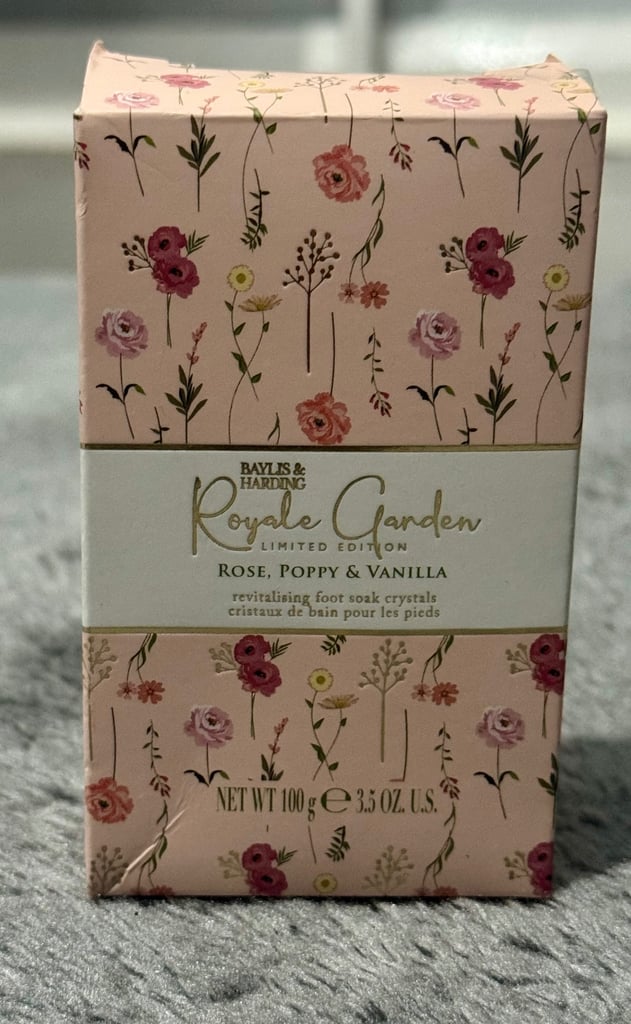 BAYLIS &
HARDING
Royale Garden
LIMITED EDITION
ROSE, POPPY & VANILLA
revitalising foot soak crystals
cristaux de bain pour les pieds
NET WT 100 g ℮ 3.5 OZ. U.S.